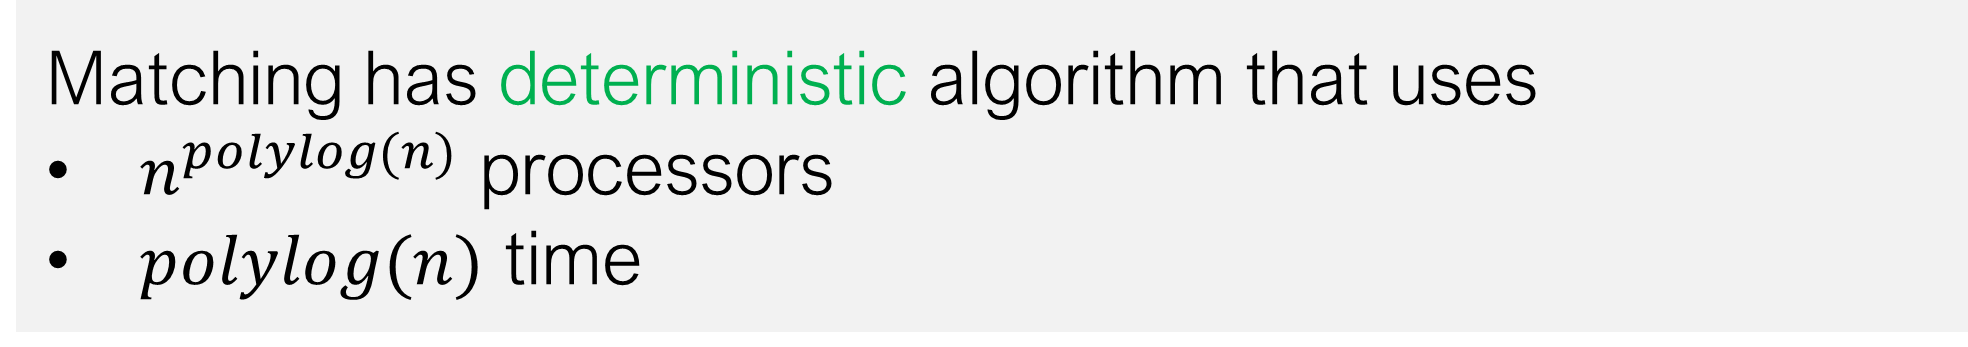 Matching has deterministic algorithm that uses
• n^{polylog(n)} processors
• polylog(n) time